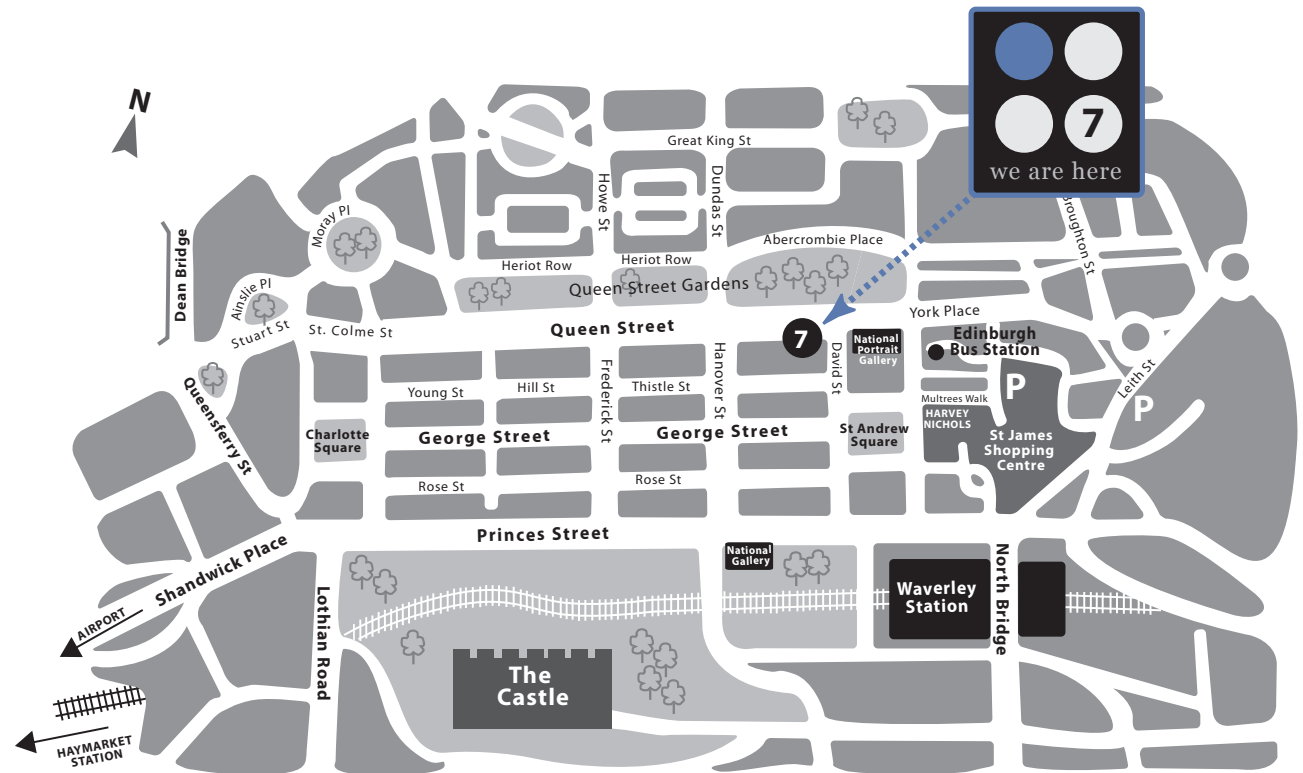 N
7
we are here
Great King St
Howe St
Dundas St
Broughton St
Moray Pl
Abercrombie Place
Dean Bridge
Heriot Row
Heriot Row
Ainslie Pl
Queen Street Gardens
York Place
Stuart St
St. Colme St
Queen Street
7
National
Portrait
Gallery
Edinburgh
Bus Station
David St
Hanover St
Frederick St
Leith St
Queensferry St
Young St
Hill St
Thistle St
P
P
Multrees Walk
HARVEY
NICHOLS
Charlotte
Square
George Street
George Street
St Andrew
Square
St James
Shopping
Centre
Rose St
Rose St
Princes Street
Shandwick Place
National
Gallery
North Bridge
Waverley
Station
Lothian Road
AIRPORT
The
Castle
HAYMARKET
STATION